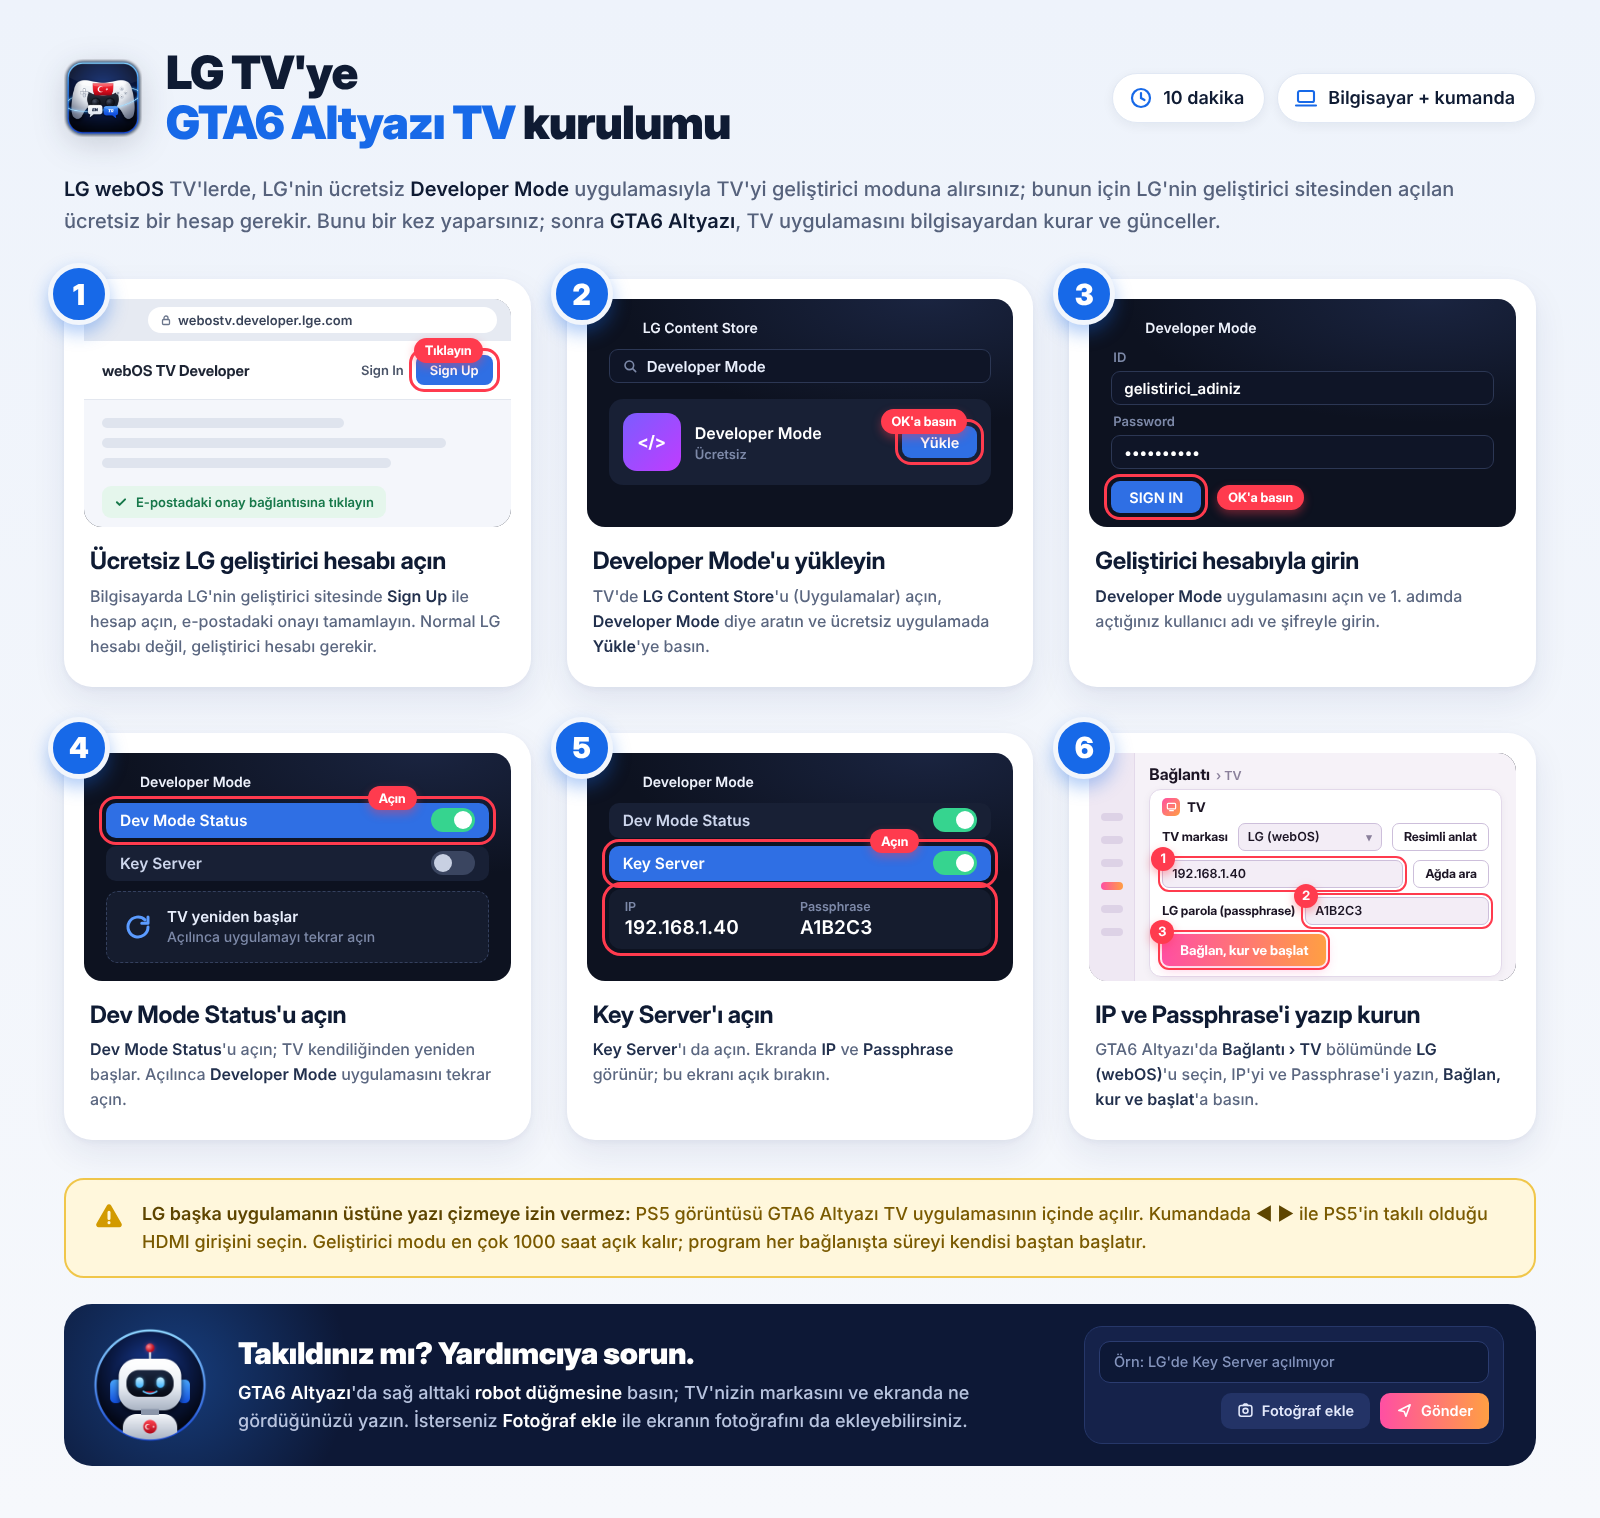 LG TV'ye
GTA6 Altyazı TV kurulumu
10 dakika
Bilgisayar + kumanda
LG webOS TV'lerde, LG'nin ücretsiz Developer Mode uygulamasıyla TV'yi geliştirici moduna alırsınız; bunun için LG'nin geliştirici sitesinden açılan
ücretsiz bir hesap gerekir. Bunu bir kez yaparsınız; sonra GTA6 Altyazı, TV uygulamasını bilgisayardan kurar ve günceller.
1
webostv.developer.lge.com
Tıklayın
webOS TV Developer
Sign In
Sign Up
E-postadaki onay bağlantısına tıklayın
Ücretsiz LG geliştirici hesabı açın
Bilgisayarda LG'nin geliştirici sitesinde Sign Up ile
hesap açın, e-postadaki onayı tamamlayın. Normal LG
hesabı değil, geliştirici hesabı gerekir.
2
LG Content Store
Developer Mode
</>
Developer Mode
Ücretsiz
OK'a basın
Yükle
Developer Mode'u yükleyin
TV'de LG Content Store'u (Uygulamalar) açın,
Developer Mode diye aratın ve ücretsiz uygulamada
Yükle'ye basın.
3
Developer Mode
ID
gelistirici_adiniz
Password
••••••••••
SIGN IN
OK'a basın
Geliştirici hesabıyla girin
Developer Mode uygulamasını açın ve 1. adımda
açtığınız kullanıcı adı ve şifreyle girin.
4
Developer Mode
Açın
Dev Mode Status
Key Server
TV yeniden başlar
Açılınca uygulamayı tekrar açın
Dev Mode Status'u açın
Dev Mode Status'u açın; TV kendiliğinden yeniden
başlar. Açılınca Developer Mode uygulamasını tekrar
açın.
5
Developer Mode
Dev Mode Status
Açın
Key Server
IP
Passphrase
192.168.1.40
A1B2C3
Key Server'ı açın
Key Server'ı da açın. Ekranda IP ve Passphrase
görünür; bu ekranı açık bırakın.
6
Bağlantı › TV
TV
TV markası
LG (webOS) ▾
Resimli anlat
1
192.168.1.40
Ağda ara
2
LG parola (passphrase)
A1B2C3
3
Bağlan, kur ve başlat
IP ve Passphrase'i yazıp kurun
GTA6 Altyazı'da Bağlantı › TV bölümünde LG
(webOS)'u seçin, IP'yi ve Passphrase'i yazın, Bağlan,
kur ve başlat'a basın.
LG başka uygulamanın üstüne yazı çizmeye izin vermez: PS5 görüntüsü GTA6 Altyazı TV uygulamasının içinde açılır. Kumandada ◀ ▶ ile PS5'in takılı olduğu
HDMI girişini seçin. Geliştirici modu en çok 1000 saat açık kalır; program her bağlanışta süreyi kendisi baştan başlatır.
Takıldınız mı? Yardımcıya sorun.
GTA6 Altyazı'da sağ alttaki robot düğmesine basın; TV'nizin markasını ve ekranda ne
gördüğünüzü yazın. İsterseniz Fotoğraf ekle ile ekranın fotoğrafını da ekleyebilirsiniz.
Örn: LG'de Key Server açılmıyor
Fotoğraf ekle
Gönder